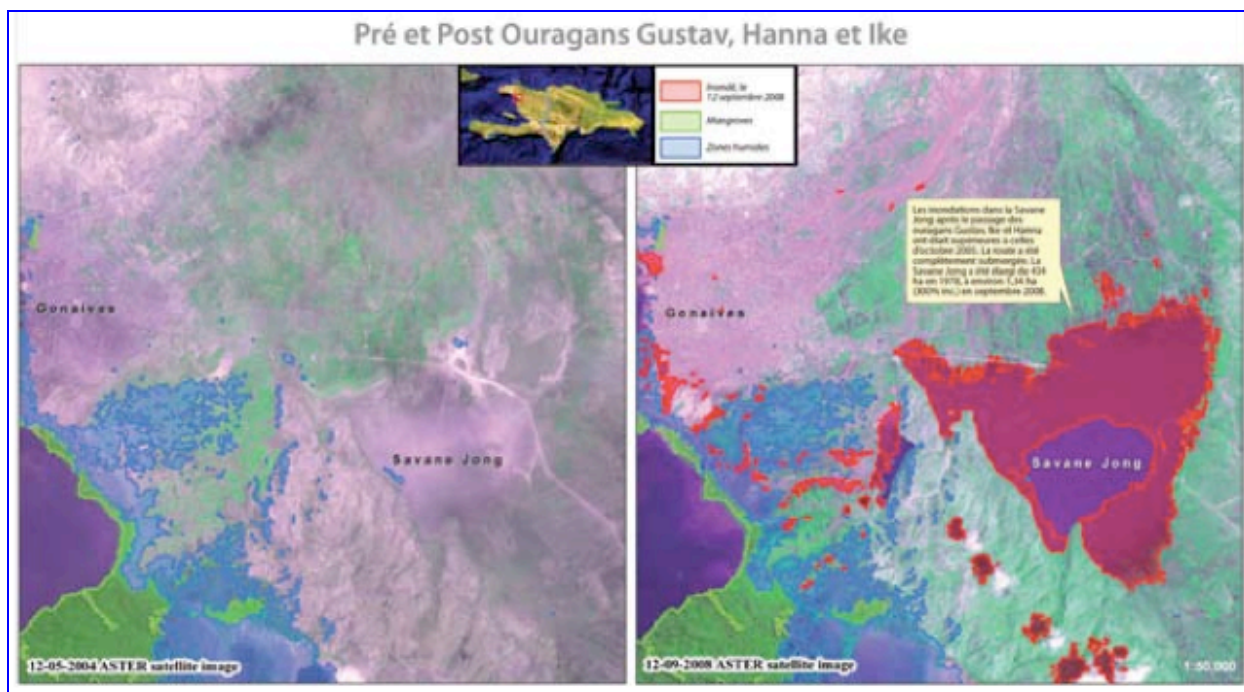 Pré et Post Ouragans Gustav, Hanna et Ike
Inondé, le
12 septembre 2008
Mangroves
Zones humides
Gonaives
Savane Jong
12-05-2004 ASTER satellite image
Les inondations dans la Savane
Jong après le passage des
ouragans Gustav, Ike et Hanna
ont était supérieures a celles
d'octobre 2005. La route a été
complètement submergée. La
Savane Jong a été élargi de 434
ha en 1978, à environ 1,34 ha
(300% inc.) en septembre 2008.
Gonaives
Savane Jong
12-09-2008 ASTER satellite image
1:50,000